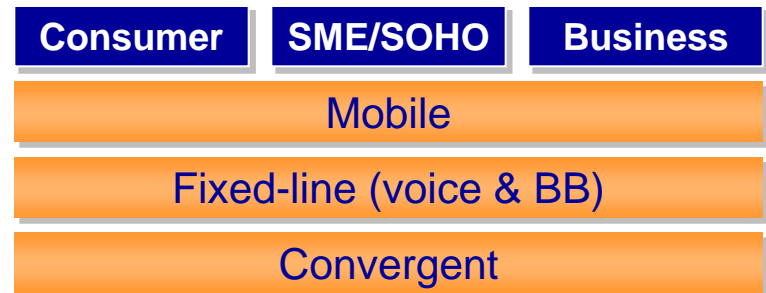 Consumer SME/SOHO Business
Mobile
Fixed-line (voice & BB)
Convergent